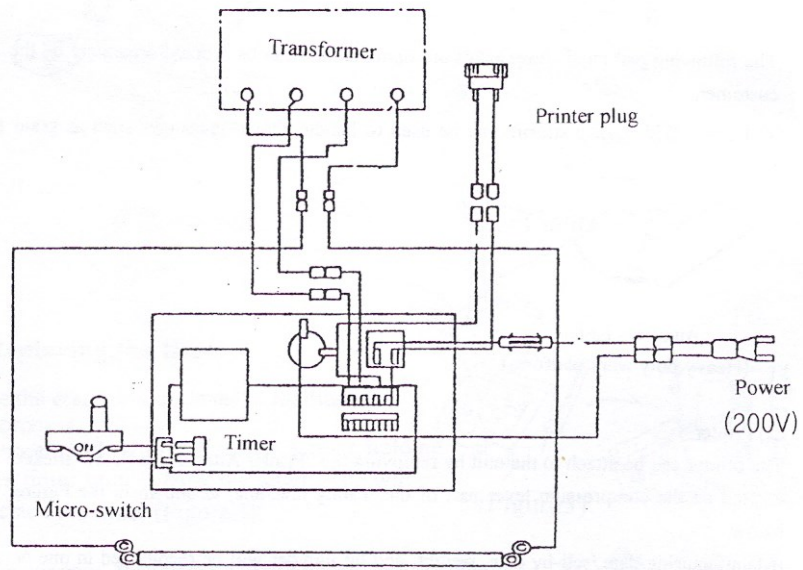 Transformer
Printer plug
Power
(200V)
Timer
ON
Micro-switch